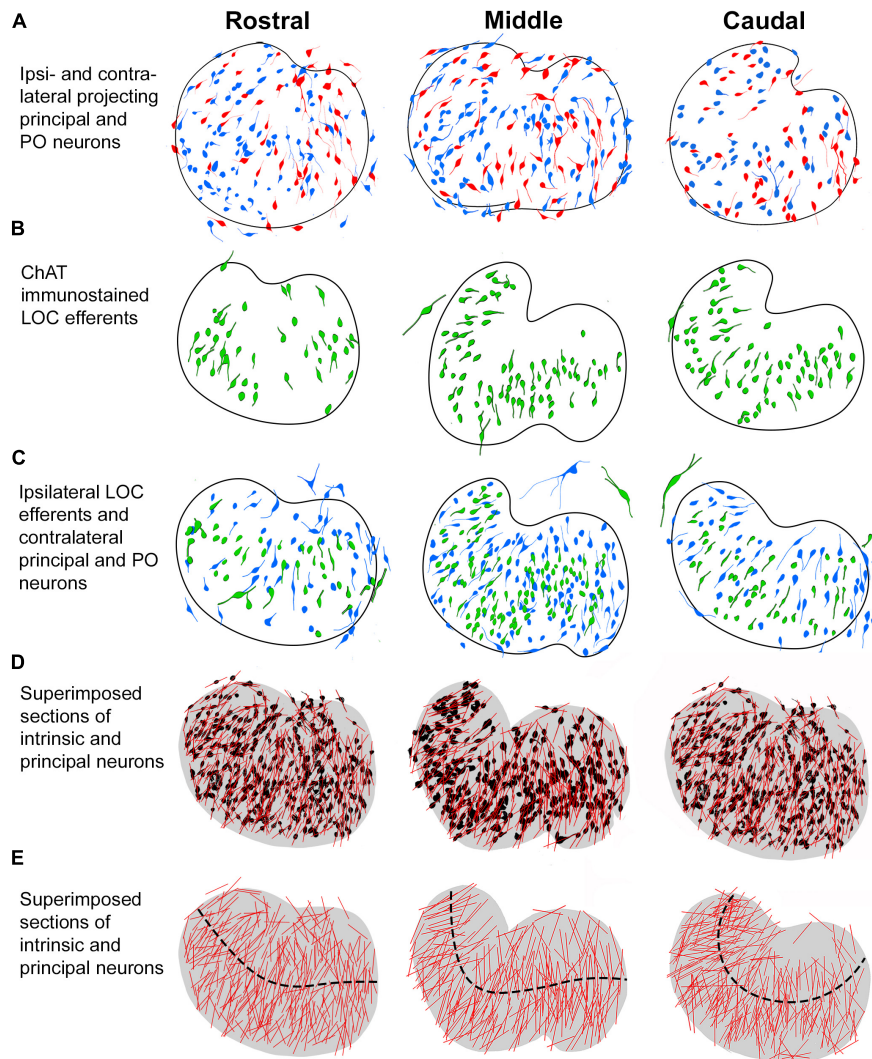 A
Rostral
Middle
Caudal
Ipsi- and contra-
lateral projecting
principal and
PO neurons
B
ChAT
immunostained
LOC efferents
C
Ipsilateral LOC
efferents and
contralateral
principal and PO
neurons
D
Superimposed
sections of
intrinsic and
principal neurons
E
Superimposed
sections of
intrinsic and
principal neurons